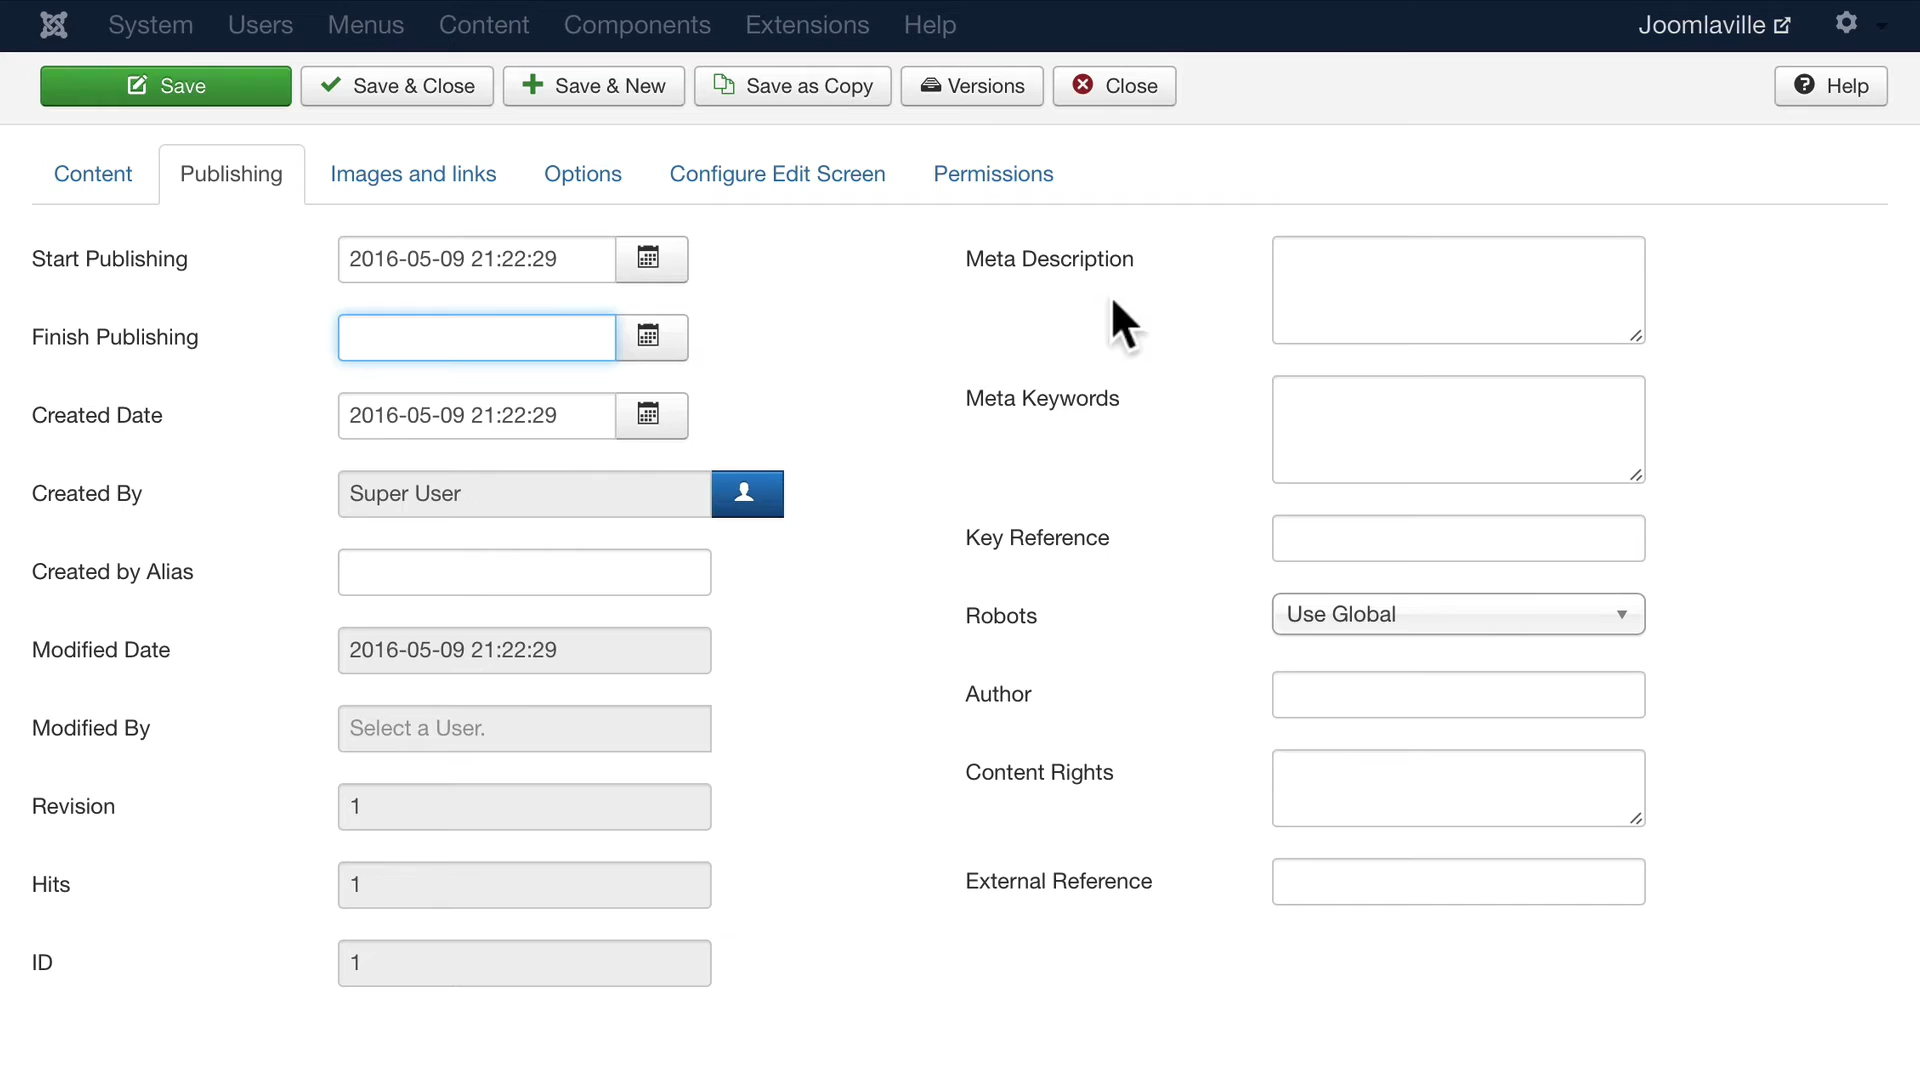 System Users Menus Content Components Extensions Help Joomlaville
Save Save & Close Save & New Save as Copy Versions Close Help
Content Publishing Images and links Options Configure Edit Screen Permissions
Start Publishing 2016-05-09 21:22:29
Finish Publishing
Created Date 2016-05-09 21:22:29
Created By Super User
Created by Alias
Modified Date 2016-05-09 21:22:29
Modified By Select a User.
Revision 1
Hits 1
ID 1
Meta Description
Meta Keywords
Key Reference
Robots Use Global
Author
Content Rights
External Reference